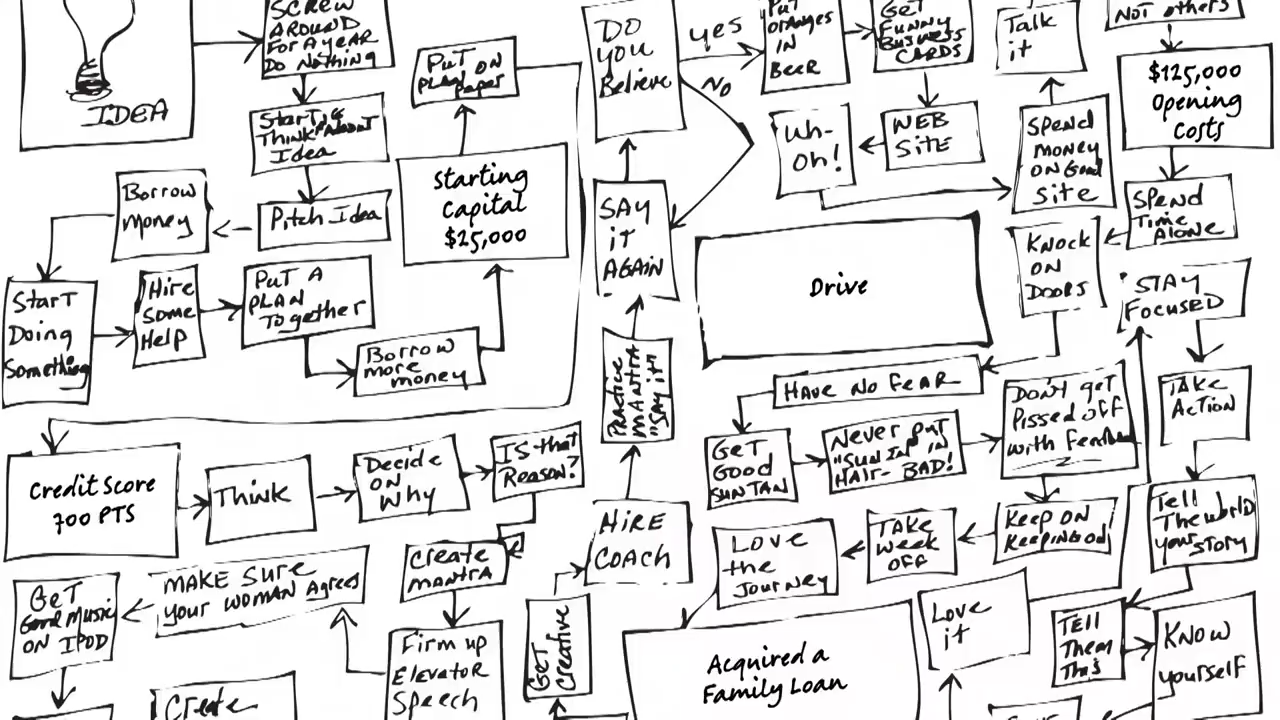 IDEA
SCREW
AROUND
FOR A YEAR
DO NOTHING
Start
Think About
Idea
Pitch Idea
Borrow
Money
Start
Doing
Something
Hire
Some
Help
Put A
PLAN
Together
Borrow
more
money
Starting
Capital
$25,000
Put
PLAN ON
Paper
Credit Score
700 PTS
Think
Decide
ON
Why
IS that
Reason?
Create
MANTRA
Firm up
Elevator
Speech
MAKE SURE
your WOMAN Agrees
Get
Good Music
ON IPOD
Create
Get
Creative
HIRE
COACH
PRACTICE
MANTRA
"SAY IT"
SAY
it
AGAIN
DO
you
Believe
yes
No
Put
ORANGES
IN
BEER
Get
FUNNY
BUSINESS
CARDS
WEB
SiTE
Uh-
Oh!
SPEND
MONEY
ON Good
SITE
Talk
it
NOT others
$125,000
Opening
Costs
SPEND
Time
ALONE
KNOCK
ON
DOORS
Drive
HAVE NO FEAR
Get
Good
SUN TAN
Never put
"SUN IN" IN
HAIR- BAD!
DON't get
Pissed off
with
Keep ON
TAKE
Week
OFF
Love
the
Journey
Acquired a
Family Loan
Love
it
STAY
FOCUSED
TAKE
ACTION
Tell
The World
your STORY
TELL
Them
This
KNOW
yourself